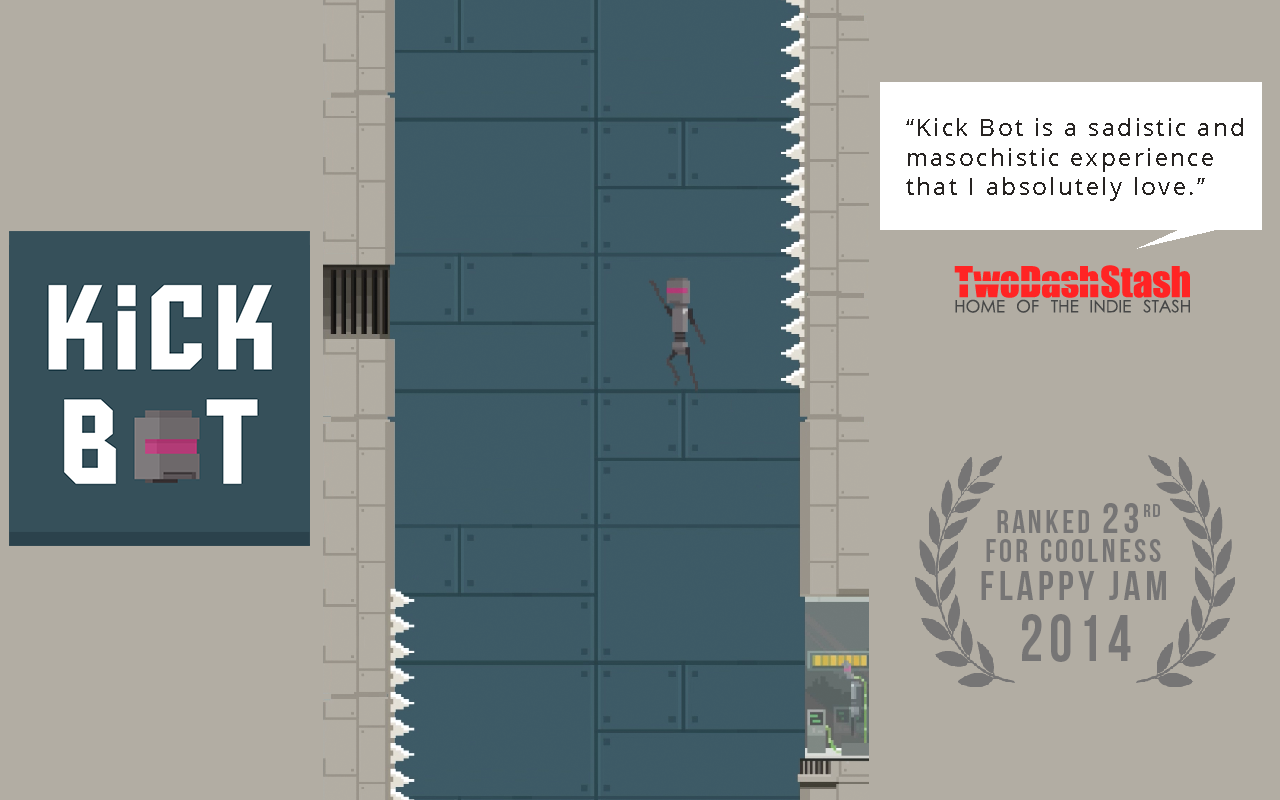 KiCK
BOT
“Kick Bot is a sadistic and
masochistic experience
that I absolutely love.”
TwoDashStash
HOME OF THE INDIE STASH
RANKED 23RD
FOR COOLNESS
FLAPPY JAM
2014